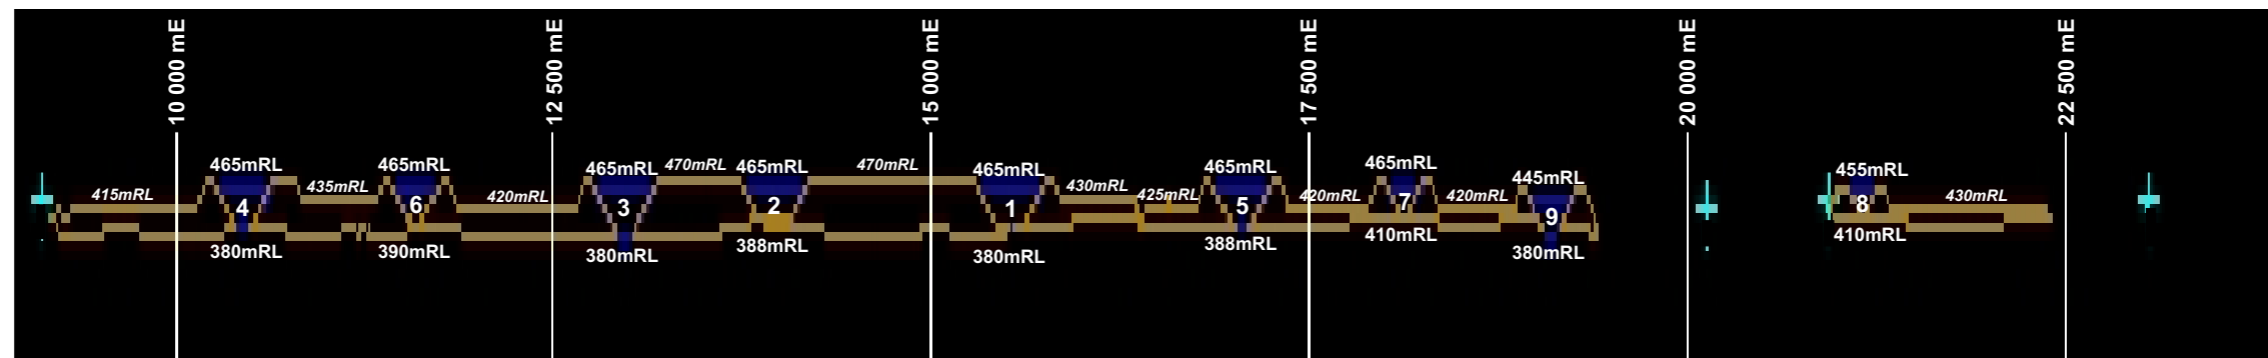 10 000 mE
12 500 mE
15 000 mE
17 500 mE
20 000 mE
22 500 mE
465mRL 465mRL 465mRL 470mRL 465mRL 470mRL 465mRL 465mRL 465mRL 445mRL 455mRL
415mRL 435mRL 420mRL 430mRL 425mRL 420mRL 420mRL 430mRL
4 6 3 2 1 5 7 9 8
380mRL 390mRL 380mRL 388mRL 380mRL 388mRL 410mRL 380mRL 410mRL